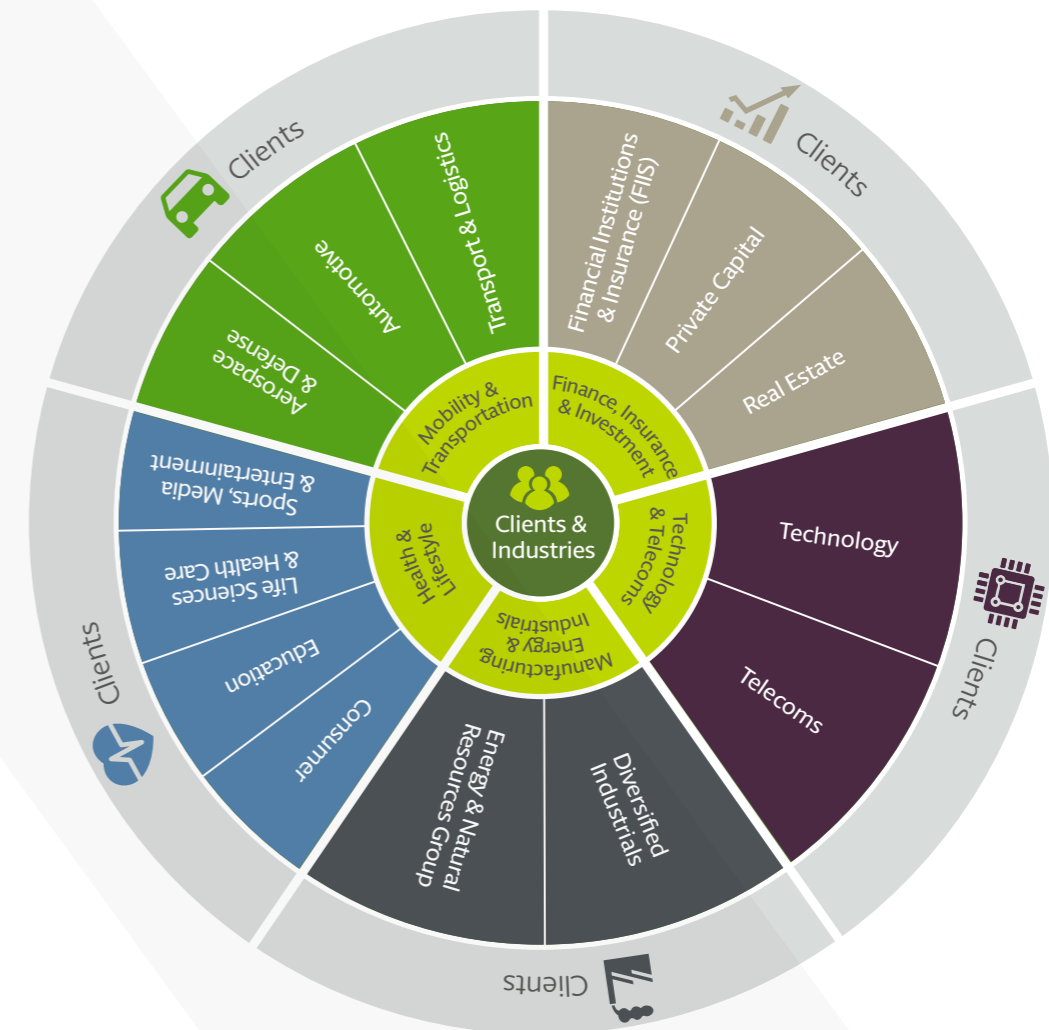 Clients &
Industries
Finance, Insurance
& Investment
Financial Institutions
& Insurance (FIIS)
Private Capital
Real Estate
Clients
Technology
& Telecoms
Technology
Telecoms
Clients
Manufacturing,
Energy &
Industrials
Diversified
Industrials
Energy & Natural
Resources Group
Clients
Health &
Lifestyle
Consumer
Education
Life Sciences
& Health Care
Sports, Media
& Entertainment
Clients
Mobility &
Transportation
Aerospace
& Defense
Automotive
Transport & Logistics
Clients